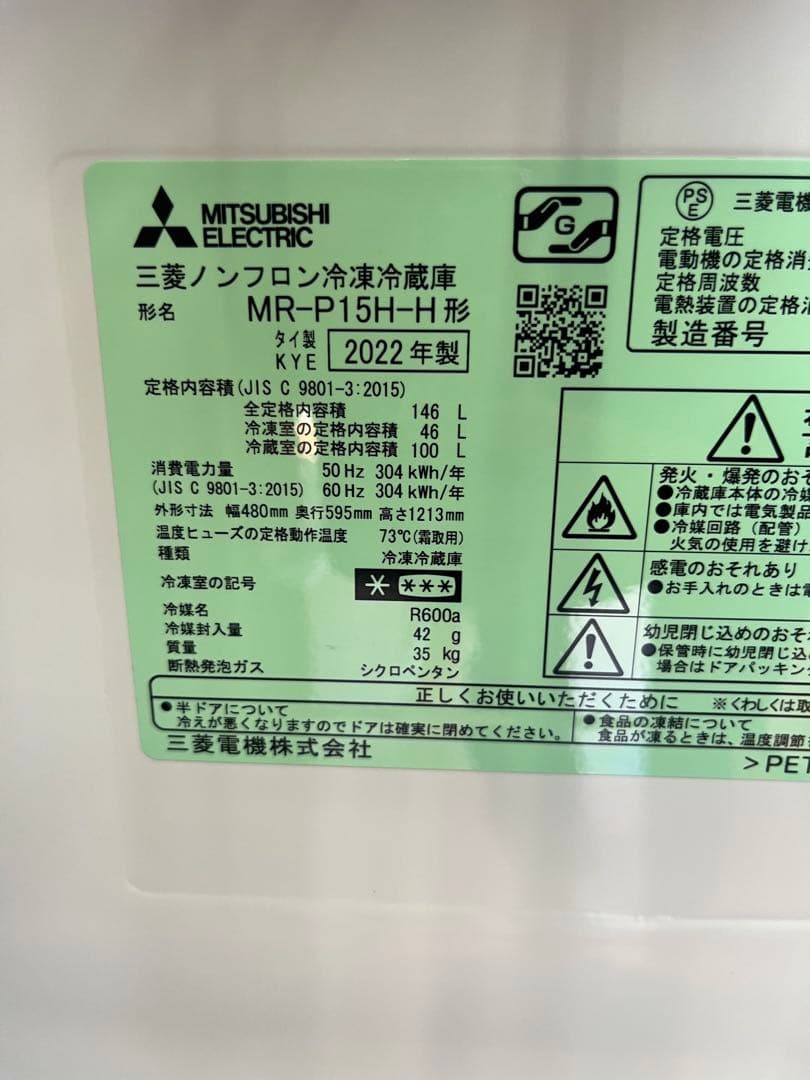 MITSUBISHI
ELECTRIC
G
三菱ノンフロン冷凍冷蔵庫
形名 MR-P15H-H形
タイ製
KYE 2022年製
定格内容積(JIS C 9801-3:2015)
全定格内容積 146 L
冷凍室の定格内容積 46 L
冷蔵室の定格内容積 100 L
消費電力量 50Hz 304kWh/年
(JIS C 9801-3:2015) 60Hz 304kWh/年
外形寸法 幅480mm 奥行595mm 高さ1213mm
温度ヒューズの定格動作温度 73℃(霜取用)
種類 冷凍冷蔵庫
冷凍室の記号 * ***
冷媒名 R600a
冷媒封入量 42 g
質量 35 kg
断熱発泡ガス シクロペンタン
PSE 三菱電機
定格電圧
電動機の定格消
定格周波数
電熱装置の定格
製造番号
発火・爆発のおそ
●冷蔵庫本体の冷媒
●庫内では電気製品
●冷媒回路(配管)
火気の使用を避け
感電のおそれあり
●お手入れのときは
幼児閉じ込めのおそ
●保管時に幼児閉じ込
場合はドアパッキン
正しくお使いいただくために ※くわしくは取
●半ドアについて
冷えが悪くなりますのでドアは確実に閉めてください。
●食品の凍結について
食品が凍るときは、温度調節
三菱電機株式会社
>PET